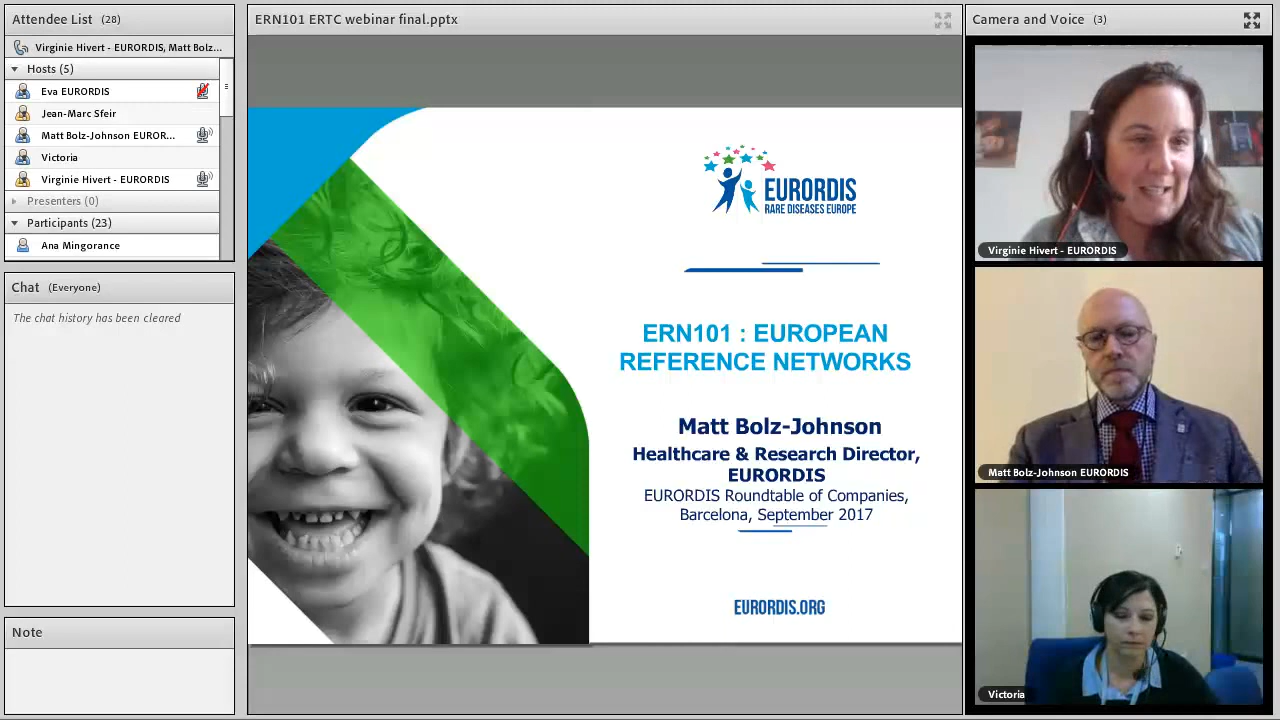 Attendee List (28)
Virginie Hivert - EURORDIS, Matt Bolz...
Hosts (5)
Eva EURORDIS
Jean-Marc Sfeir
Matt Bolz-Johnson EUROR...
Victoria
Virginie Hivert - EURORDIS
Presenters (0)
Participants (23)
Ana Mingorance
Chat (Everyone)
The chat history has been cleared
Note
ERN101 ERTC webinar final.pptx
EURORDIS
RARE DISEASES EUROPE
ERN101 : EUROPEAN
REFERENCE NETWORKS
Matt Bolz-Johnson
Healthcare & Research Director,
EURORDIS
EURORDIS Roundtable of Companies,
Barcelona, September 2017
EURORDIS.ORG
Camera and Voice (3)
Virginie Hivert - EURORDIS
Matt Bolz-Johnson EURORDIS
Victoria